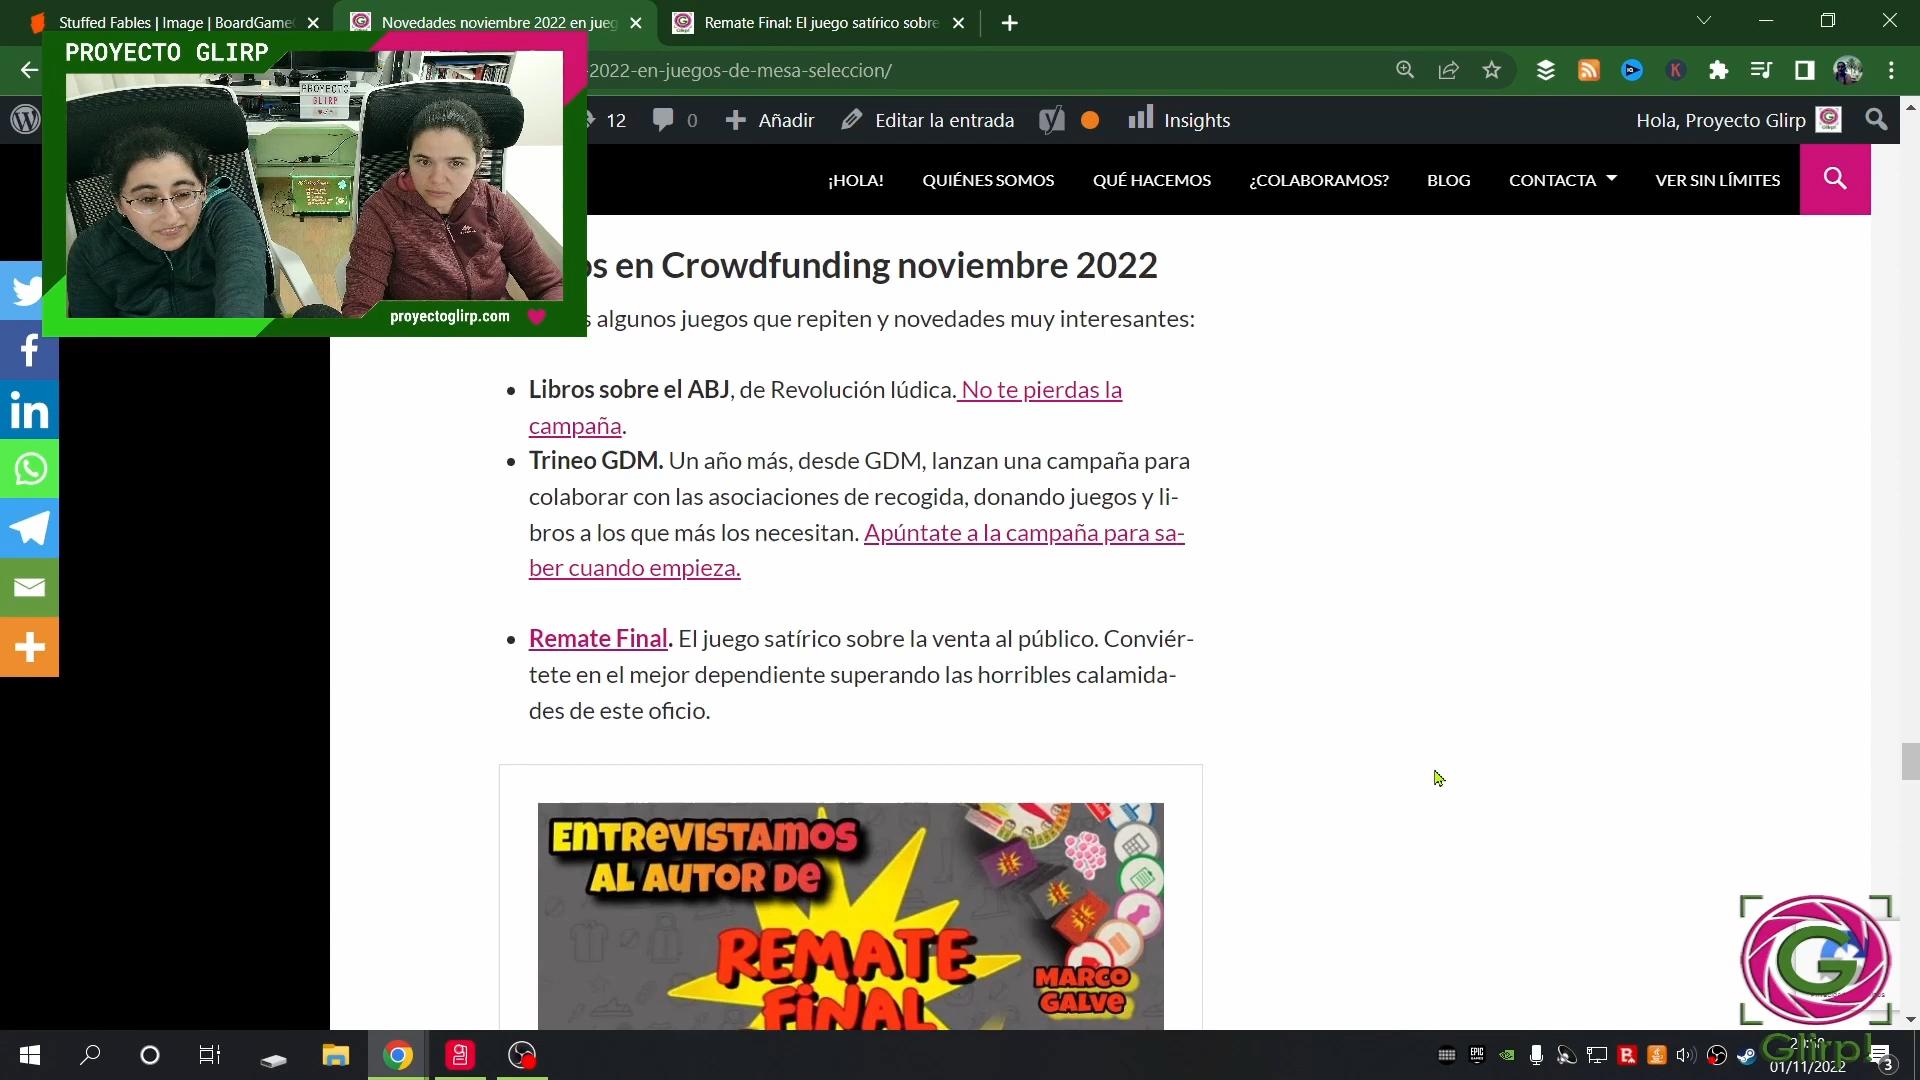 Stuffed Fables | Image | BoardGame
Novedades noviembre 2022 en jueg
Remate Final: El juego satírico sobre
PROYECTO GLIRP
2022-en-juegos-de-mesa-seleccion/
PROYECTO
GLIRP
12
0
Añadir
Editar la entrada
Insights
Hola, Proyecto Glirp
¡HOLA!
QUIÉNES SOMOS
QUÉ HACEMOS
¿COLABORAMOS?
BLOG
CONTACTA
VER SIN LÍMITES
proyectoglirp.com
os en Crowdfunding noviembre 2022
s algunos juegos que repiten y novedades muy interesantes:
Libros sobre el ABJ, de Revolución lúdica. No te pierdas la
campaña.
Trineo GDM. Un año más, desde GDM, lanzan una campaña para
colaborar con las asociaciones de recogida, donando juegos y li-
bros a los que más los necesitan. Apúntate a la campaña para sa-
ber cuando empieza.
Remate Final. El juego satírico sobre la venta al público. Conviér-
tete en el mejor dependiente superando las horribles calamida-
des de este oficio.
ENTREVISTAMOS
AL AUTOR DE
REMATE
FINAL
MARCO
GALVE
Glirp!
01/11/2022
3